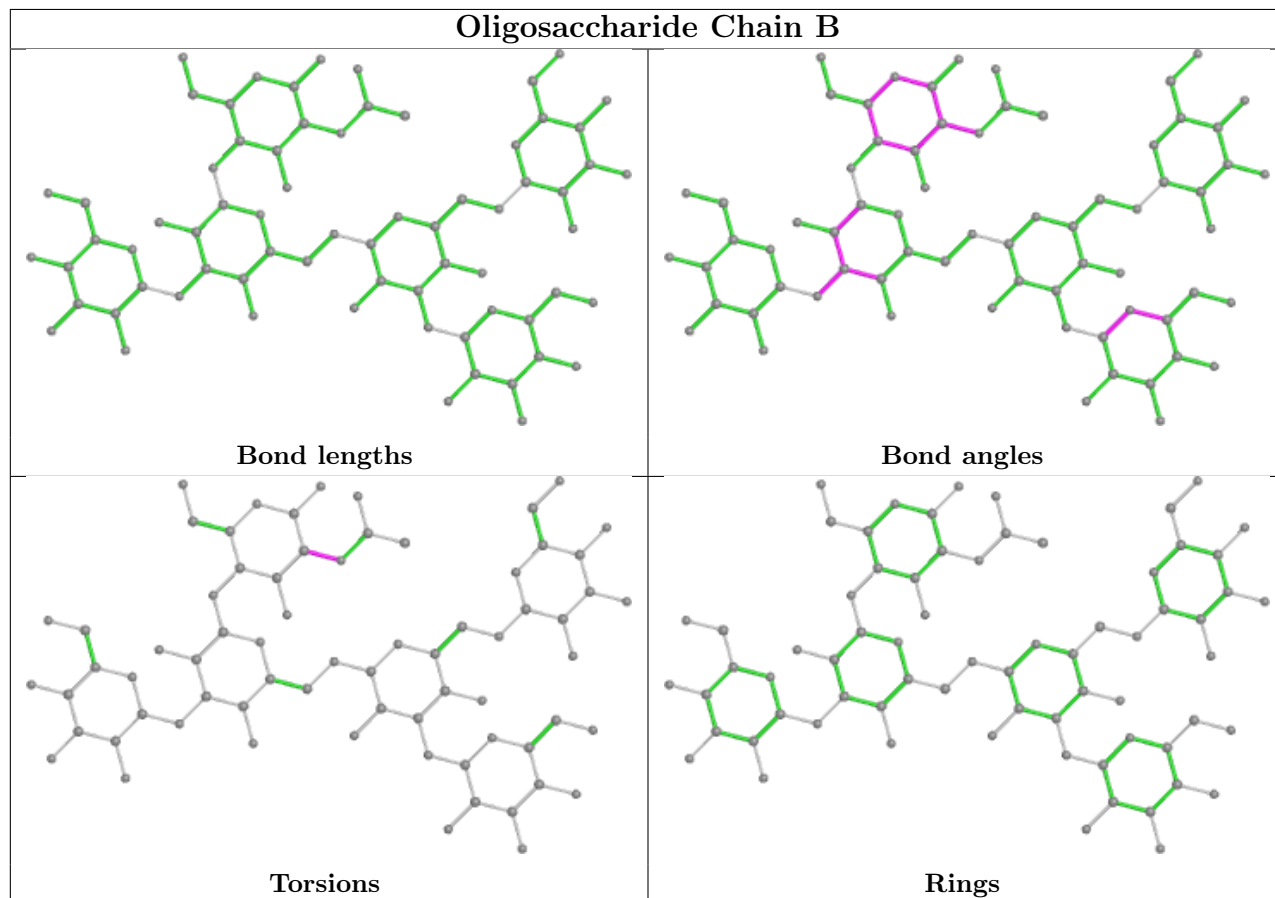 Oligosaccharide Chain B
Bond lengths
Bond angles
Torsions
Rings